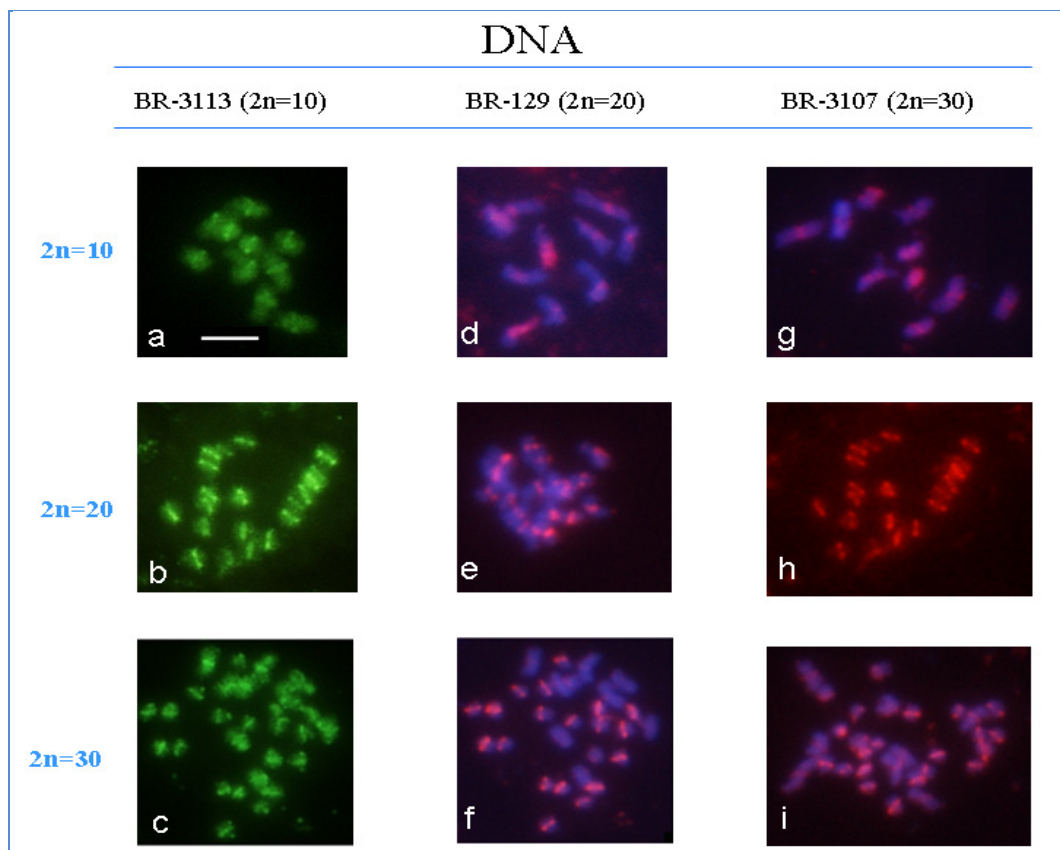 DNA
BR-3113 (2n=10) BR-129 (2n=20) BR-3107 (2n=30)
2n=10
a d g
2n=20
b e h
2n=30
c f i